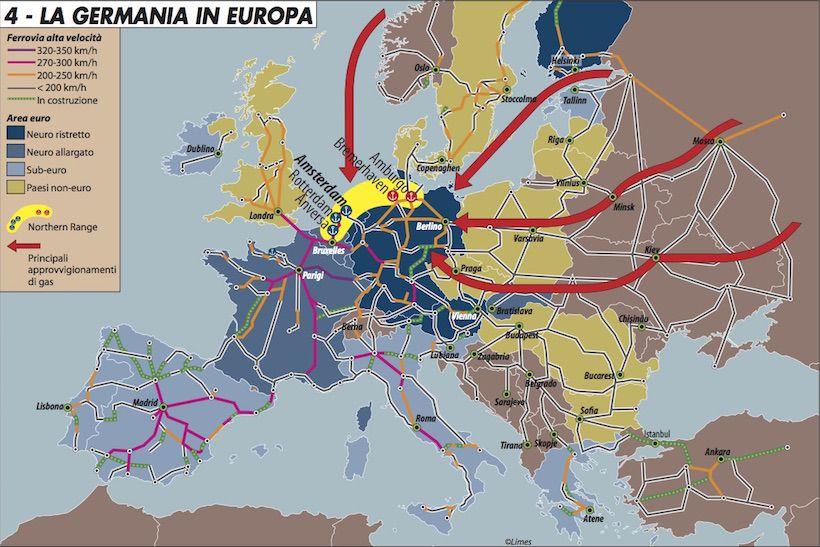 4 - LA GERMANIA IN EUROPA
Ferrovia alta velocità
320-350 km/h
270-300 km/h
200-250 km/h
< 200 km/h
In costruzione
Area euro
Neuro ristretto
Neuro allargato
Sub-euro
Paesi non-euro
Northern Range
Principali
approvvigionamenti
di gas
Oslo
Helsinki
Stoccolma
Tallinn
Riga
Mosca
Dublino
Copenaghen
Vilnius
Minsk
Amburgo
Bremerhaven
Amsterdam
Rotterdam
Anversa
Londra
Berlino
Varsavia
Bruxelles
Kiev
Parigi
Praga
Vienna
Bratislava
Berna
Budapest
Chişinău
Lubiana
Zagabria
Bucarest
Belgrado
Sarajevo
Lisbona
Madrid
Roma
Sofia
Istanbul
Tirana
Skopje
Ankara
Atene
©Limes